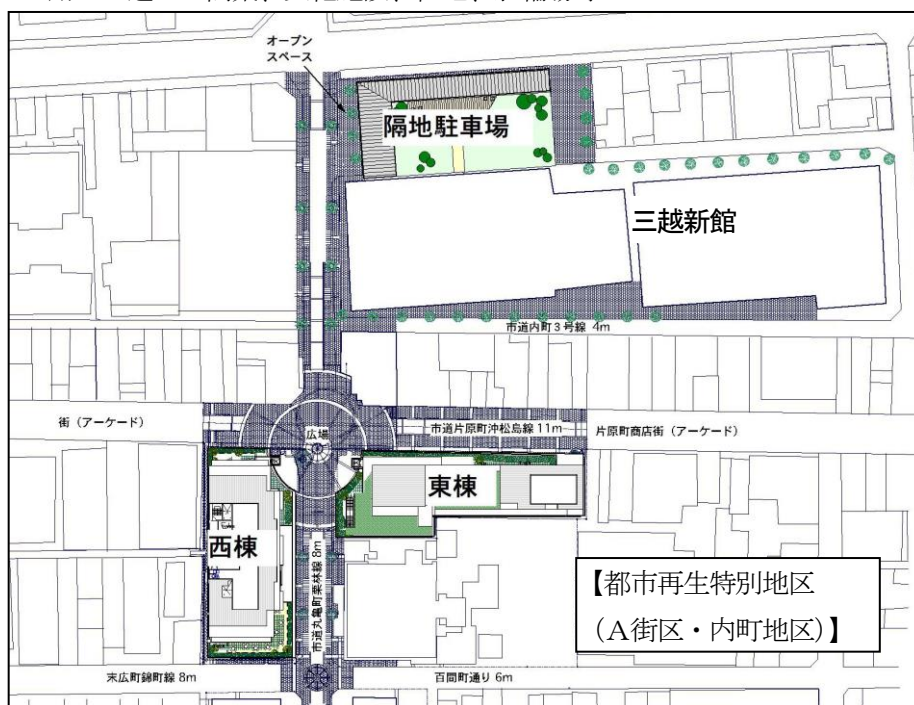 オープン
スペース
隔地駐車場
三越新館
市道内町3号線 4m
街(アーケード)
広場
市道片原町沖松島線 11m
片原町商店街(アーケード)
東棟
西棟
市道丸亀町栗林線 8m
【都市再生特別地区
(A街区・内町地区)】
末広町錦町線 8m
百間町通り 6m